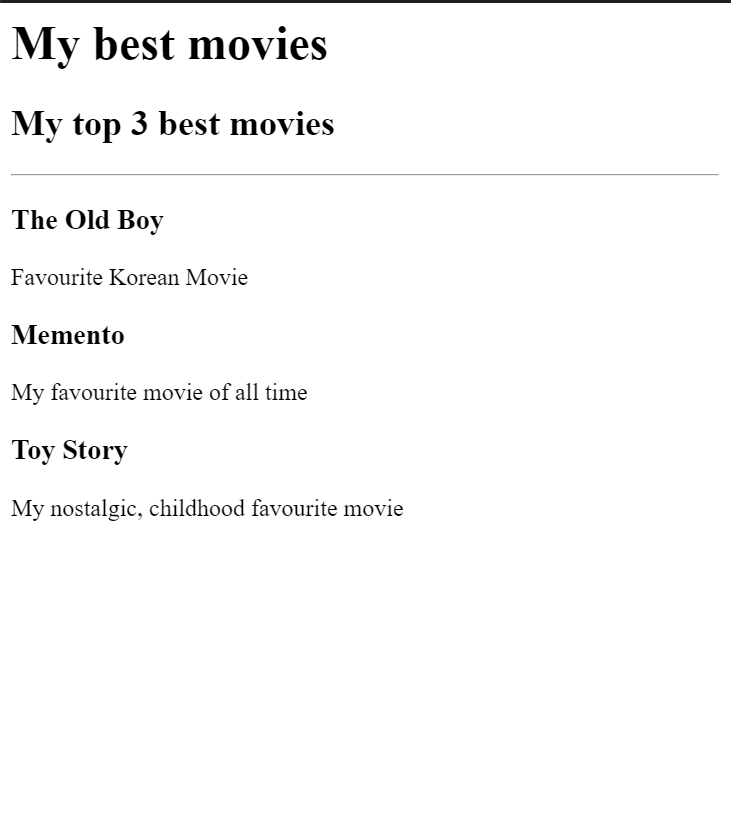 My best movies
My top 3 best movies
The Old Boy
Favourite Korean Movie
Memento
My favourite movie of all time
Toy Story
My nostalgic, childhood favourite movie